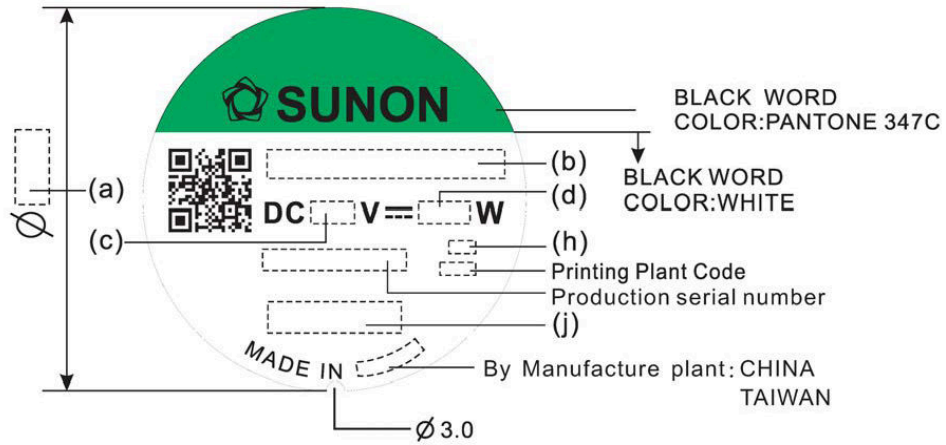 SUNON
BLACK WORD
COLOR:PANTONE 347C
(a)
Ø
(b)
BLACK WORD
COLOR:WHITE
(d)
DC V W
(c)
(h)
Printing Plant Code
Production serial number
(j)
MADE IN
By Manufacture plant: CHINA
TAIWAN
Ø 3.0